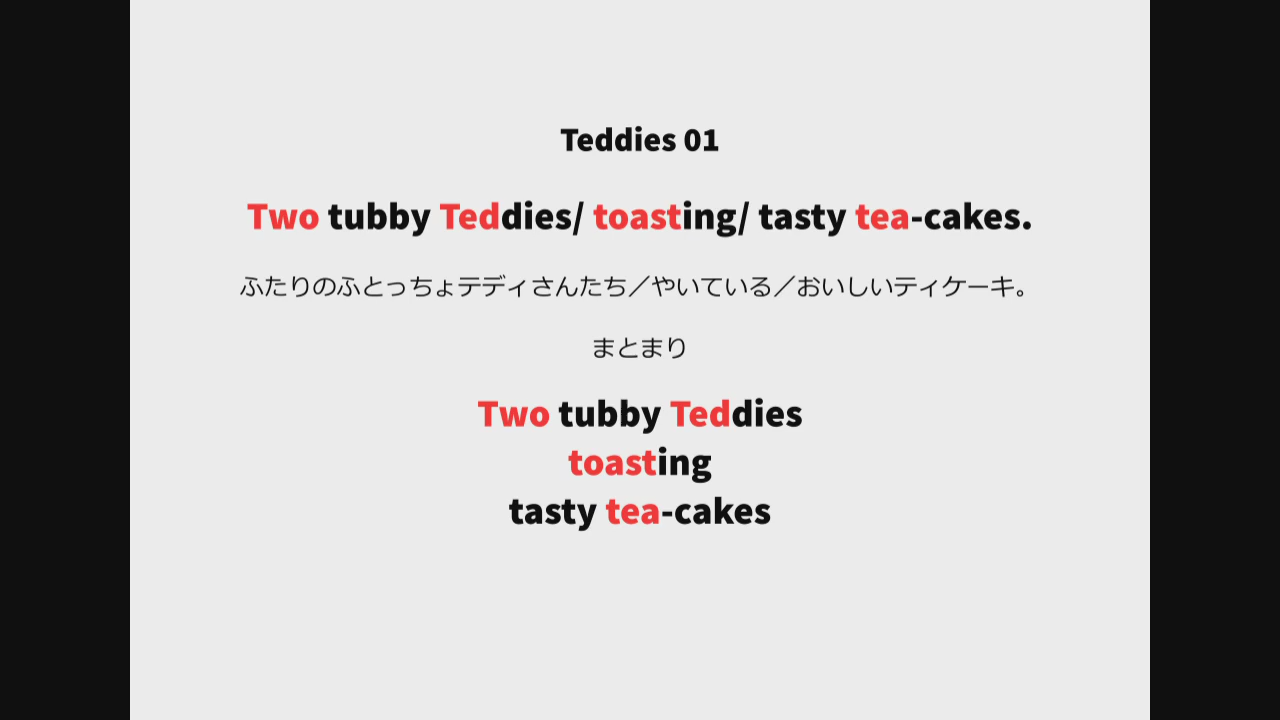 Teddies 01
Two tubby Teddies/ toasting/ tasty tea-cakes.
ふたりのふとっちょテディさんたち／やいている／おいしいティケーキ。
まとまり
Two tubby Teddies
toasting
tasty tea-cakes